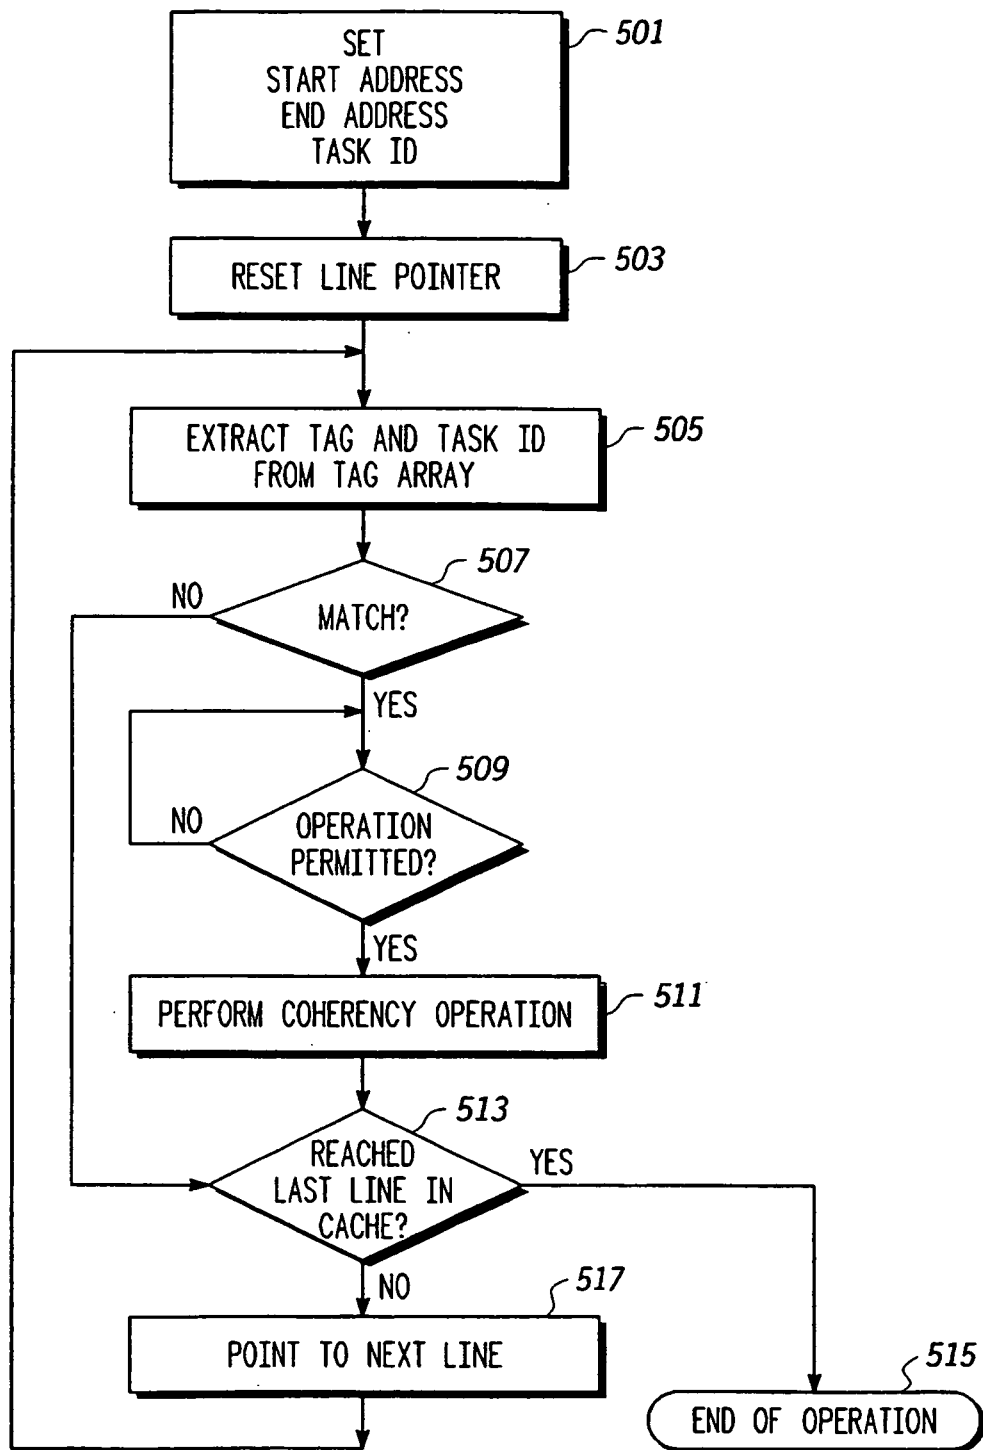 SET
START ADDRESS
END ADDRESS
TASK ID
501
RESET LINE POINTER
503
EXTRACT TAG AND TASK ID
FROM TAG ARRAY
505
507
NO
MATCH?
YES
509
NO
OPERATION
PERMITTED?
YES
PERFORM COHERENCY OPERATION
511
513
REACHED
LAST LINE IN
CACHE?
YES
NO
517
POINT TO NEXT LINE
515
END OF OPERATION